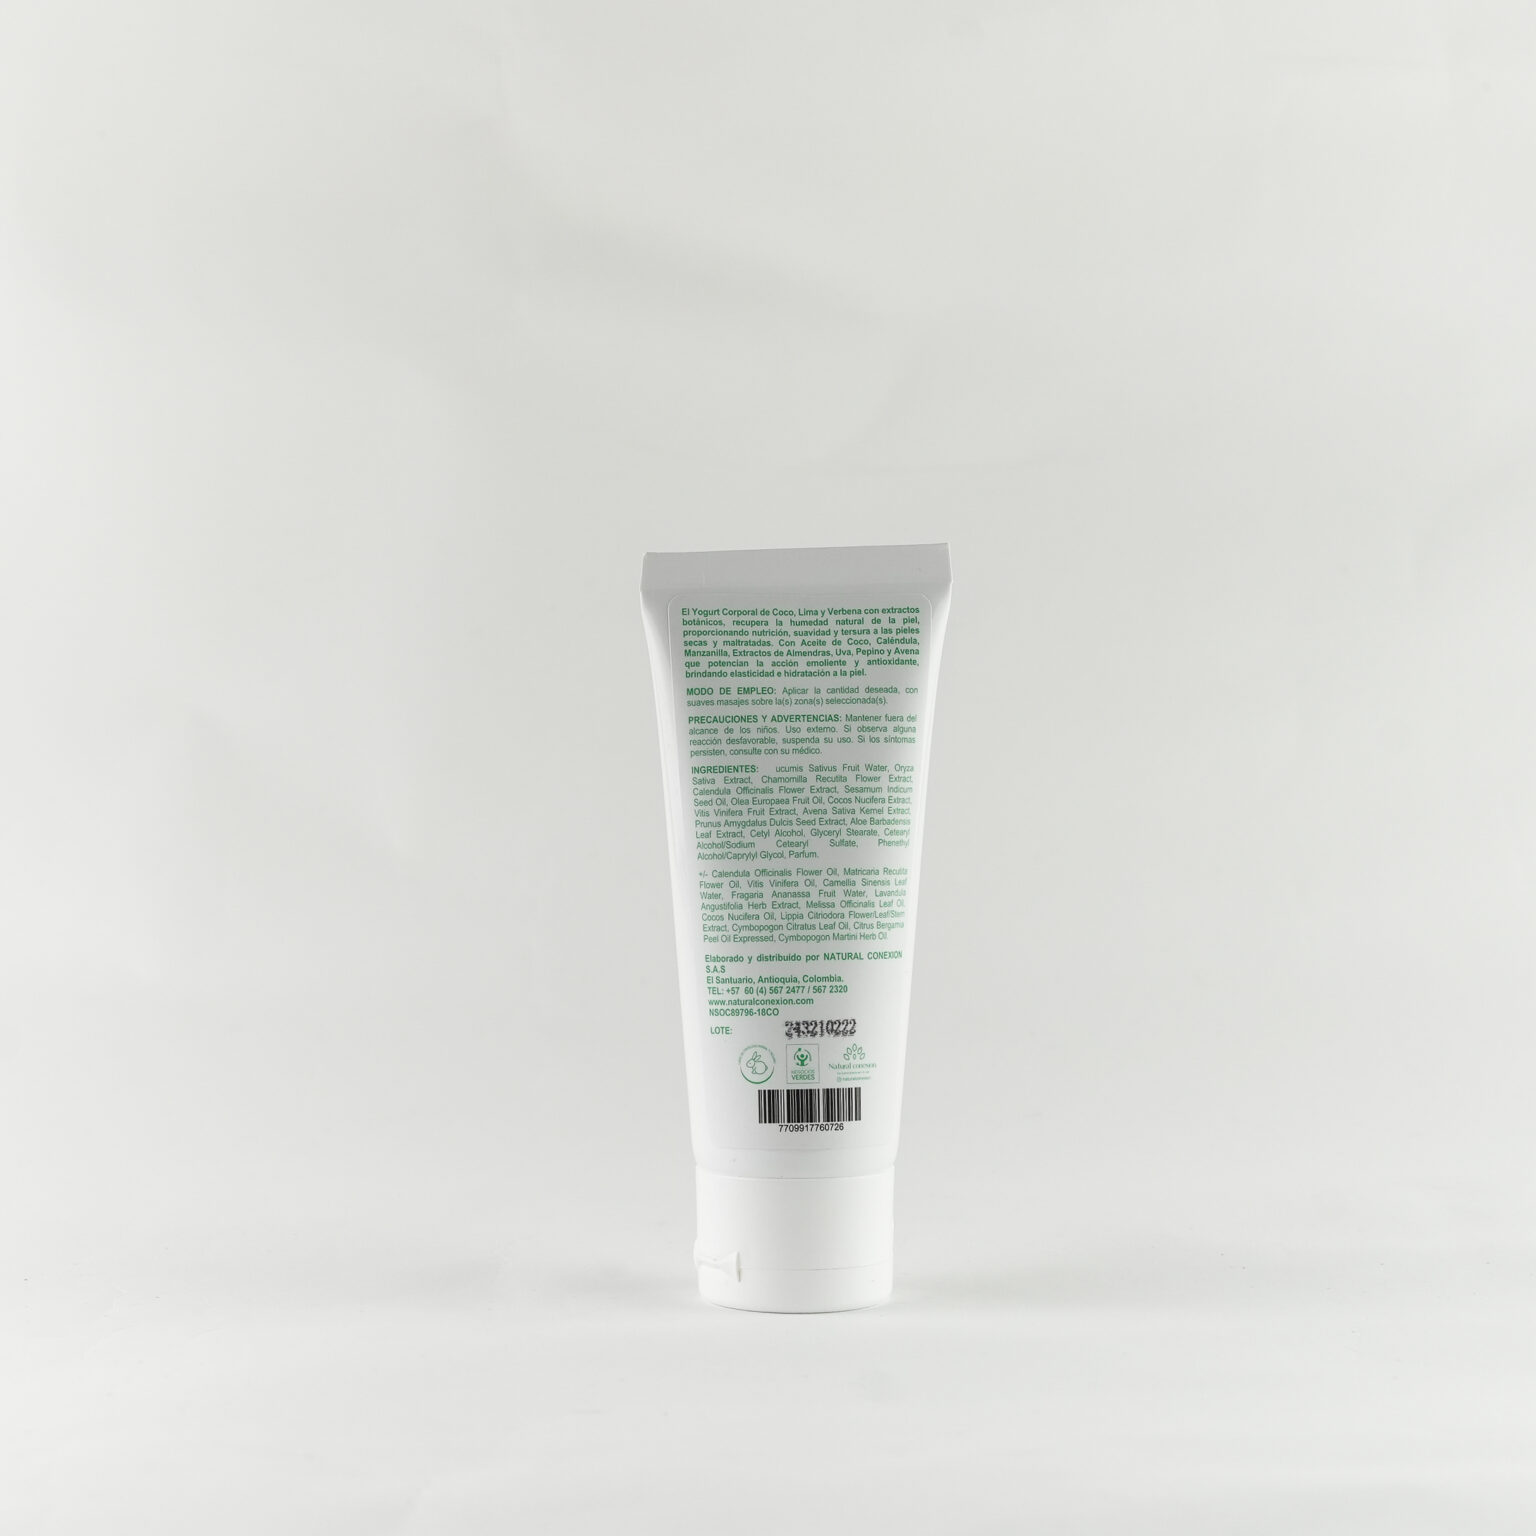 El Yogurt Corporal de Coco, Lima y Verbena con extractos
botánicos, recupera la humedad natural de la piel,
proporcionando nutrición, suavidad y tersura a las pieles
secas y maltratadas. Con Aceite de Coco, Caléndula,
Manzanilla, Extractos de Almendras, Uva, Pepino y Avena
que potencian la acción emoliente y antioxidante,
brindando elasticidad e hidratación a la piel.
MODO DE EMPLEO: Aplicar la cantidad deseada, con
suaves masajes sobre la(s) zona(s) seleccionada(s).
PRECAUCIONES Y ADVERTENCIAS: Mantener fuera del
alcance de los niños. Uso externo. Si observa alguna
reacción desfavorable, suspenda su uso. Si los síntomas
persisten, consulte con su médico.
INGREDIENTES: ucumis Sativus Fruit Water, Oryza
Sativa Extract, Chamomilla Recutita Flower Extract,
Calendula Officinalis Flower Extract, Sesamum Indicum
Seed Oil, Olea Europaea Fruit Oil, Cocos Nucifera Extract,
Vitis Vinifera Fruit Extract, Avena Sativa Kernel Extract,
Prunus Amygdalus Dulcis Seed Extract, Aloe Barbadensis
Leaf Extract, Cetyl Alcohol, Glyceryl Stearate, Cetearyl
Alcohol/Sodium Cetearyl Sulfate, Phenethyl
Alcohol/Caprylyl Glycol, Parfum.
+/- Calendula Officinalis Flower Oil, Matricaria Recutita
Flower Oil, Vitis Vinifera Oil, Camellia Sinensis Leaf
Water, Fragaria Ananassa Fruit Water, Lavandula
Angustifolia Herb Extract, Melissa Officinalis Leaf Oil,
Cocos Nucifera Oil, Lippia Citriodora Flower/Leaf/Stem
Extract, Cymbopogon Citratus Leaf Oil, Citrus Bergamia
Peel Oil Expressed, Cymbopogon Martini Herb Oil.
Elaborado y distribuido por NATURAL CONEXION
S.A.S
El Santuario, Antioquia, Colombia.
TEL: +57 60 (4) 567 2477 / 567 2320
www.naturalconexion.com
NSOC89796-18CO
LOTE: 243210222
NEGOCIOS
VERDES
Natural conexion
naturalconexion
7709917760726